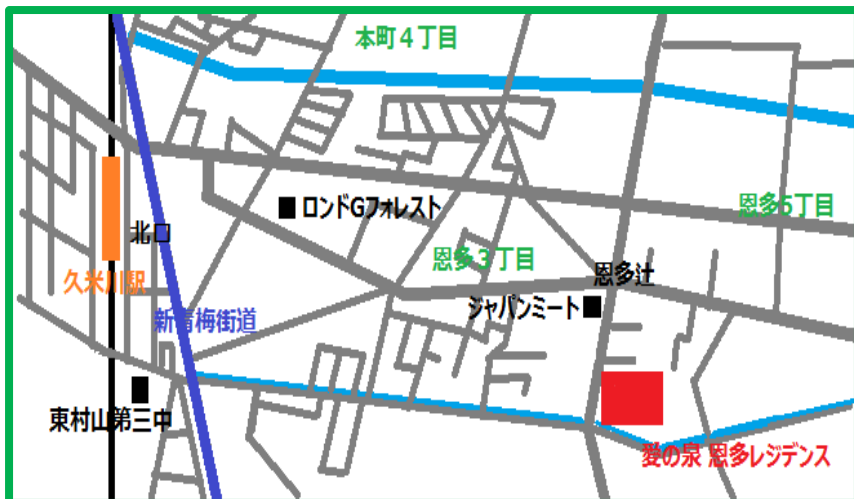 本町４丁目
ロンドGフォレスト
恩多5丁目
北口
恩多３丁目
恩多辻
久米川駅
ジャパンミート
新青梅街道
東村山第三中
愛の泉 恩多レジデンス